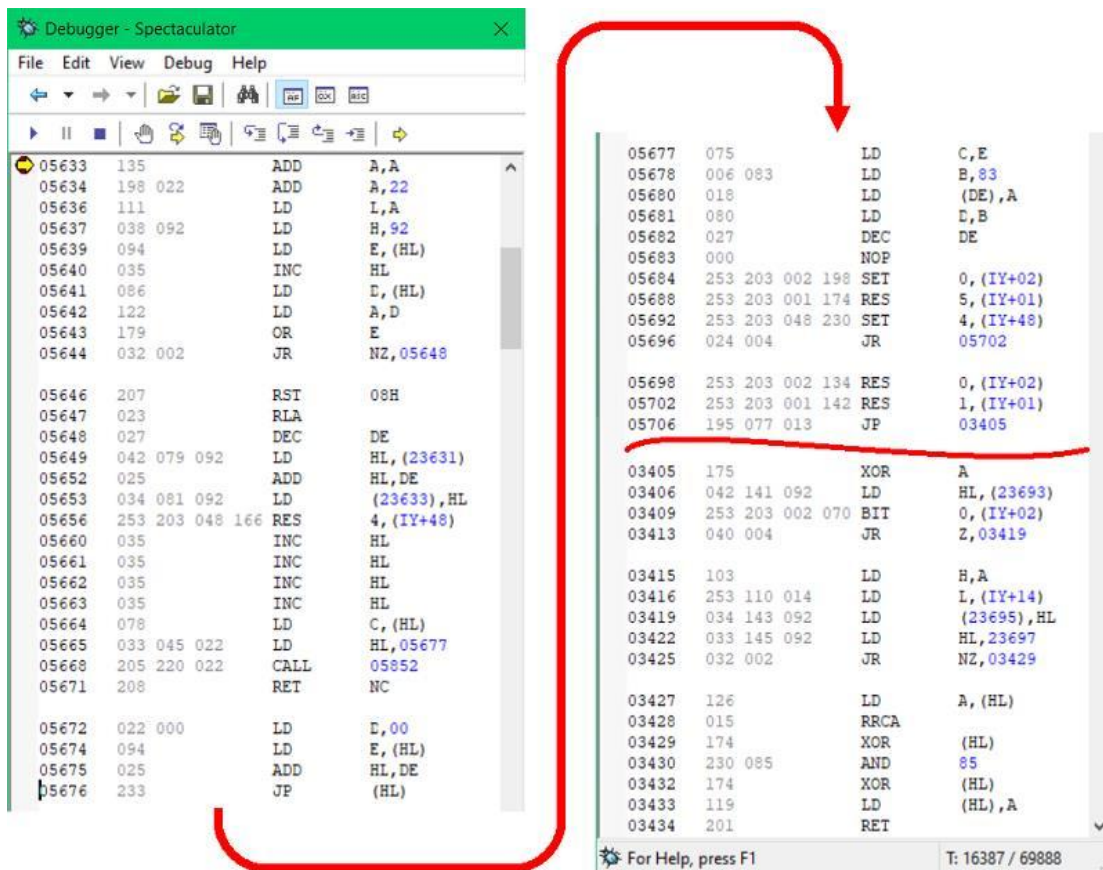 Debugger - Spectaculator
File Edit View Debug Help
05633 135 ADD A,A
05634 198 022 ADD A,22
05636 111 LD L,A
05637 038 092 LD H,92
05639 094 LD E,(HL)
05640 035 INC HL
05641 086 LD D,(HL)
05642 122 LD A,D
05643 179 OR E
05644 032 002 JR NZ,05648
05646 207 RST 08H
05647 023 RLA
05648 027 DEC DE
05649 042 079 092 LD HL,(23631)
05652 025 ADD HL,DE
05653 034 081 092 LD (23633),HL
05656 253 203 048 166 RES 4,(IY+48)
05660 035 INC HL
05661 035 INC HL
05662 035 INC HL
05663 035 INC HL
05664 078 LD C,(HL)
05665 033 045 022 LD HL,05677
05668 205 220 022 CALL 05852
05671 208 RET NC
05672 022 000 LD D,00
05674 094 LD E,(HL)
05675 025 ADD HL,DE
05676 233 JP (HL)
05677 075 LD C,E
05678 006 083 LD B,83
05680 018 LD (DE),A
05681 080 LD D,B
05682 027 DEC DE
05683 000 NOP
05684 253 203 002 198 SET 0,(IY+02)
05688 253 203 001 174 RES 5,(IY+01)
05692 253 203 048 230 SET 4,(IY+48)
05696 024 004 JR 05702
05698 253 203 002 134 RES 0,(IY+02)
05702 253 203 001 142 RES 1,(IY+01)
05706 195 077 013 JP 03405
03405 175 XOR A
03406 042 141 092 LD HL,(23693)
03409 253 203 002 070 BIT 0,(IY+02)
03413 040 004 JR Z,03419
03415 103 LD H,A
03416 253 110 014 LD L,(IY+14)
03419 034 143 092 LD (23695),HL
03422 033 145 092 LD HL,23697
03425 032 002 JR NZ,03429
03427 126 LD A,(HL)
03428 015 RRCA
03429 174 XOR (HL)
03430 230 085 AND 85
03432 174 XOR (HL)
03433 119 LD (HL),A
03434 201 RET
For Help, press F1 T: 16387 / 69888